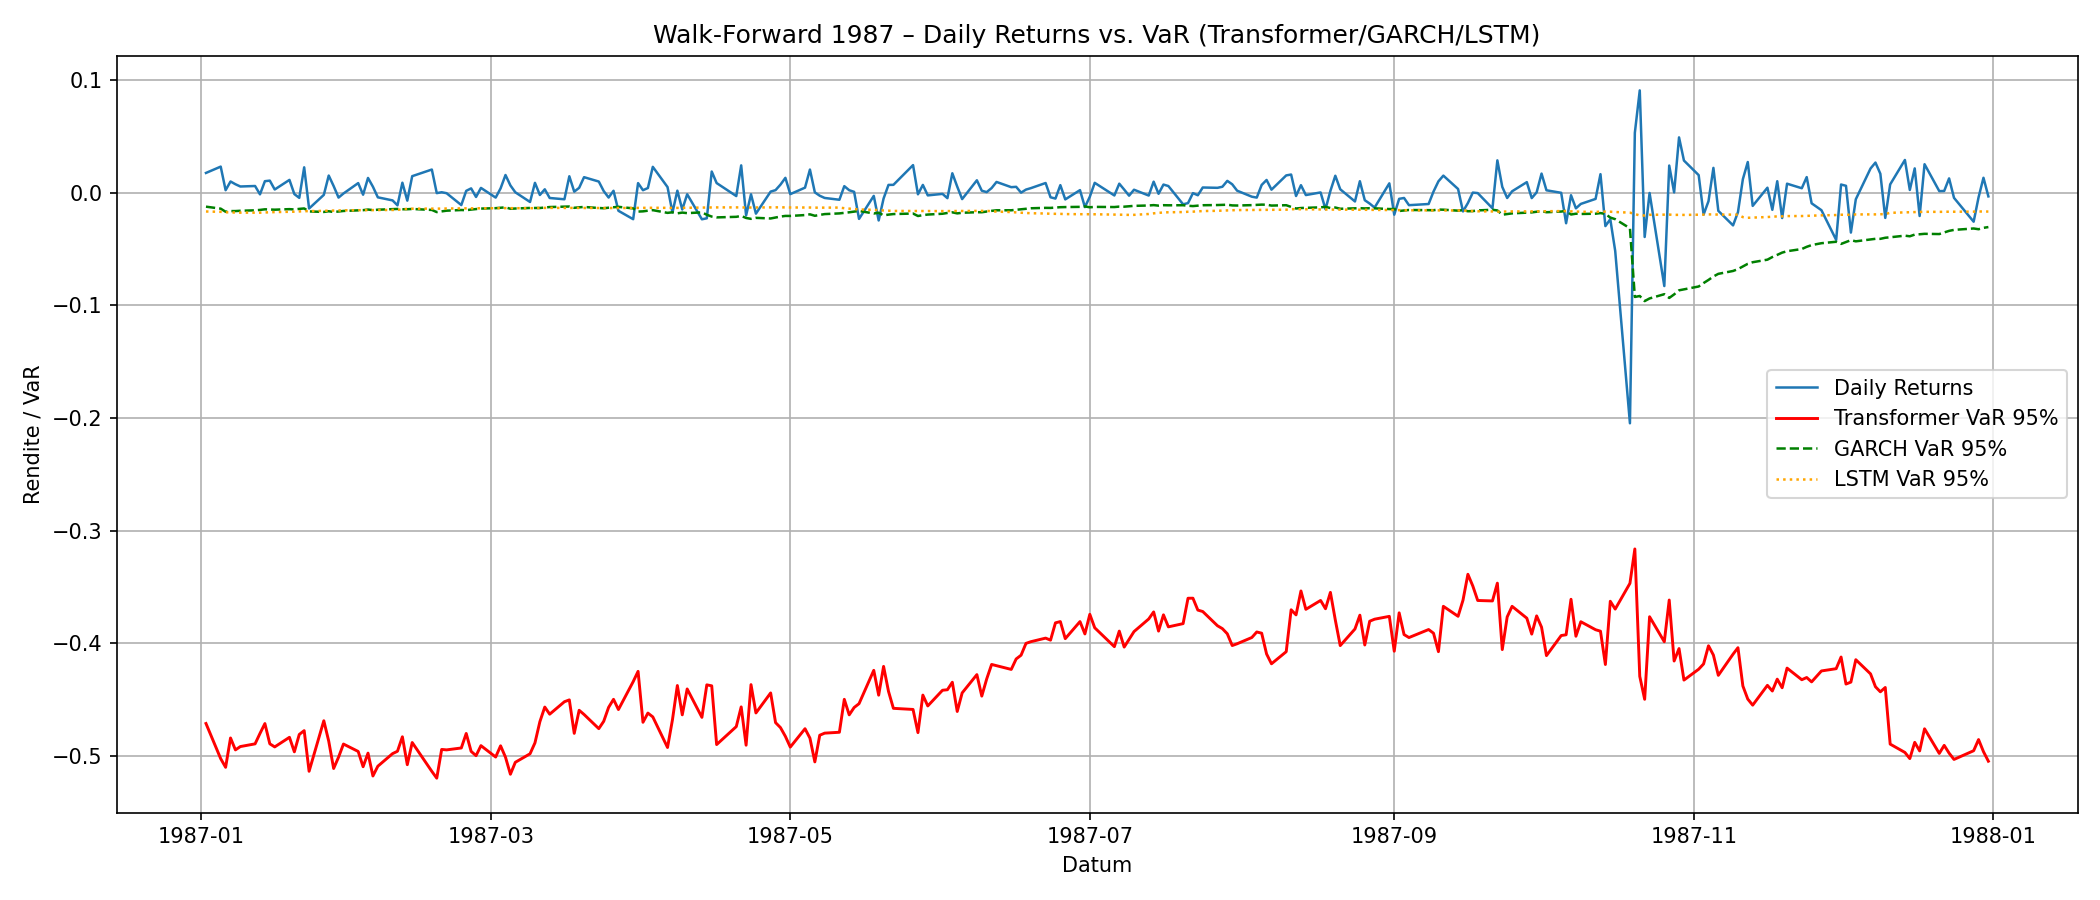 Walk-Forward 1987 – Daily Returns vs. VaR (Transformer/GARCH/LSTM)
Rendite / VaR
0.1
0.0
−0.1
−0.2
−0.3
−0.4
−0.5
Daily Returns
Transformer VaR 95%
GARCH VaR 95%
LSTM VaR 95%
1987-01
1987-03
1987-05
1987-07
1987-09
1987-11
1988-01
Datum